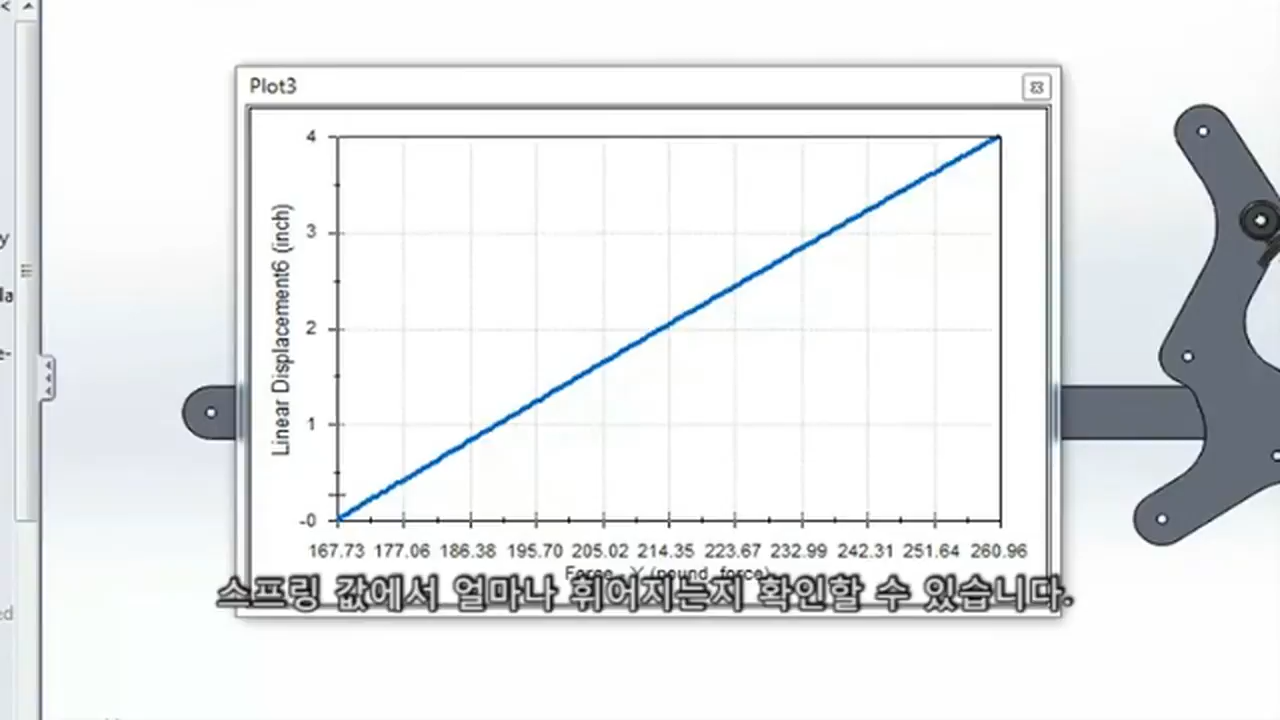 Plot3
4
3
2
1
-0
Linear Displacement6 (inch)
167.73 177.06 186.38 195.70 205.02 214.35 223.67 232.99 242.31 251.64 260.96
Force - Y (pound_force)
스프링 값에서 얼마나 휘어지는지 확인할 수 있습니다.